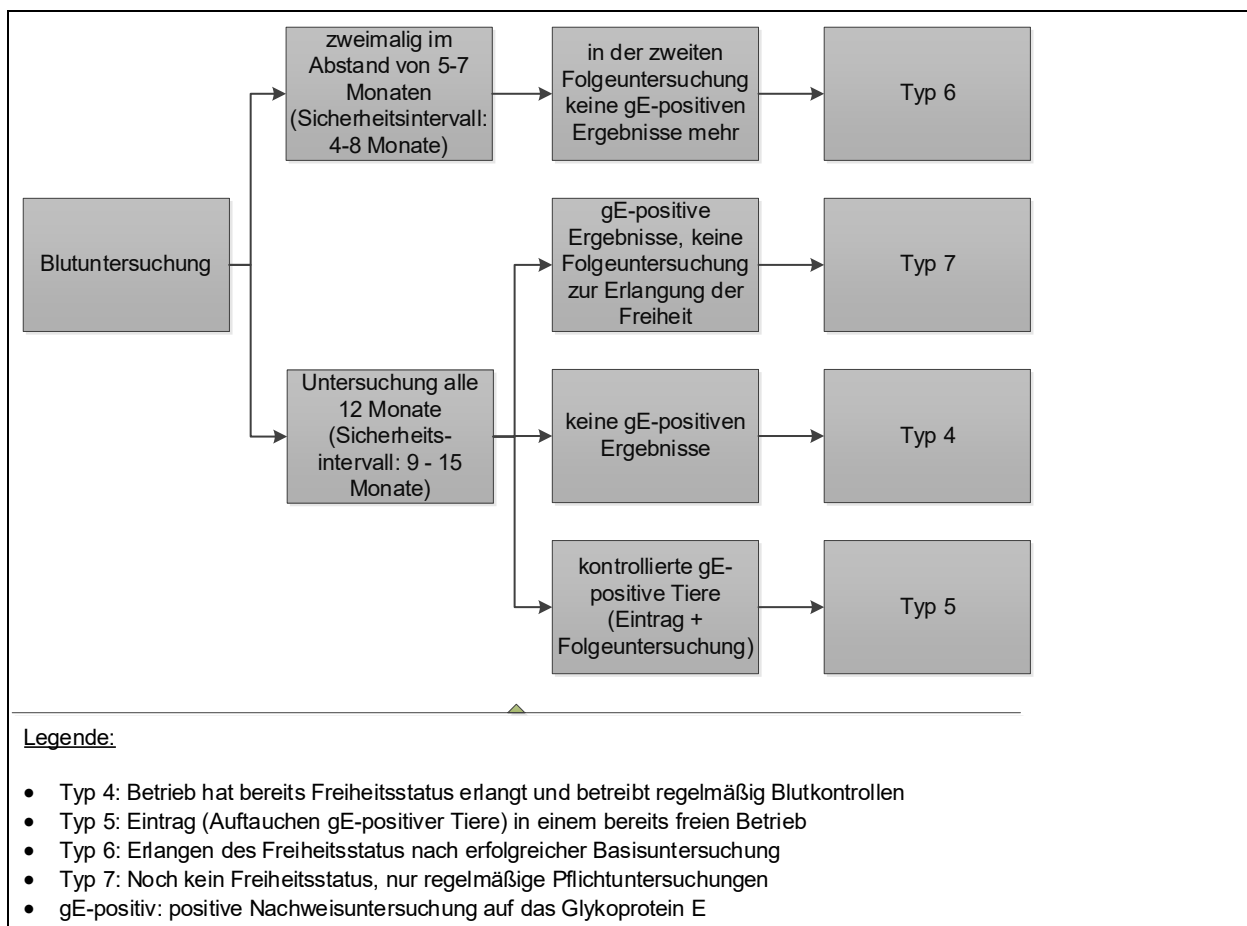 zweimalig im
Abstand von 5-7
Monaten
(Sicherheitsintervall:
4-8 Monate)
in der zweiten
Folgeuntersuchung
keine gE-positiven
Ergebnisse mehr
Typ 6
Blutuntersuchung
gE-positive
Ergebnisse, keine
Folgeuntersuchung
zur Erlangung der
Freiheit
Typ 7
Untersuchung alle
12 Monate
(Sicherheits-
intervall: 9 - 15
Monate)
keine gE-positiven
Ergebnisse
Typ 4
kontrollierte gE-
positive Tiere
(Eintrag +
Folgeuntersuchung)
Typ 5
Legende:
• Typ 4: Betrieb hat bereits Freiheitsstatus erlangt und betreibt regelmäßig Blutkontrollen
• Typ 5: Eintrag (Auftauchen gE-positiver Tiere) in einem bereits freien Betrieb
• Typ 6: Erlangen des Freiheitsstatus nach erfolgreicher Basisuntersuchung
• Typ 7: Noch kein Freiheitsstatus, nur regelmäßige Pflichtuntersuchungen
• gE-positiv: positive Nachweisuntersuchung auf das Glykoprotein E